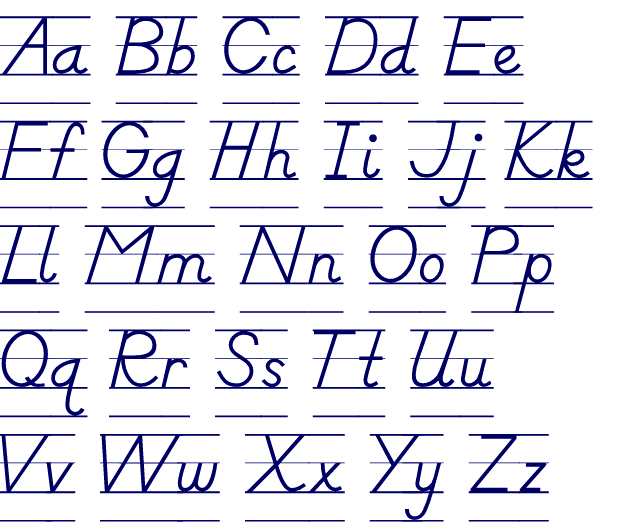 Aa Bb Cc Dd Ee
Ff Gg Hh Ii Jj Kk
Ll Mm Nn Oo Pp
Qq Rr Ss Tt Uu
Vv Ww Xx Yy Zz